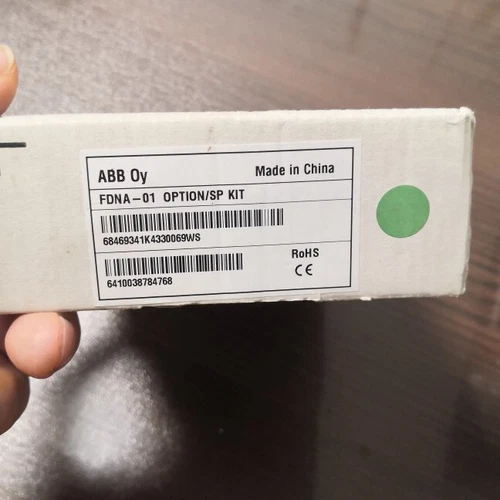 ABB Oy Made in China
FDNA-01 OPTION/SP KIT
68469341K4330069WS
RoHS
CE
6410038784768